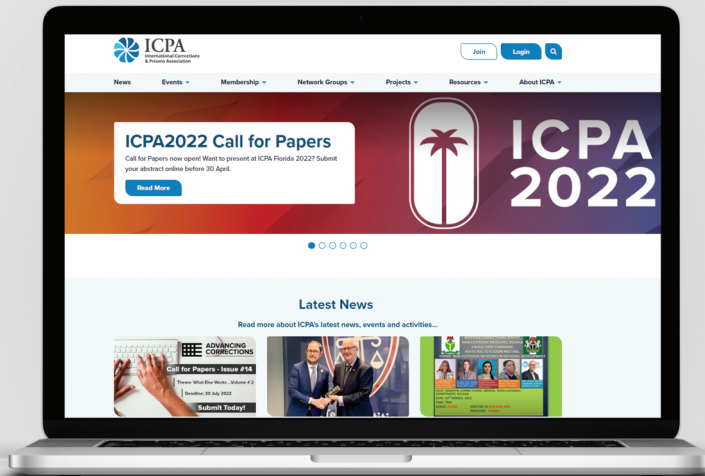 ICPA
International Corrections
& Prisons Association
Join
Login
News
Events
Membership
Network Groups
Projects
Resources
About ICPA
ICPA2022 Call for Papers
Call for Papers now open! Want to present at ICPA Florida 2022? Submit
your abstract online before 30 April.
Read More
ICPA
2022
Latest News
Read more about ICPA's latest news, events and activities...
ADVANCING
CORRECTIONS
Call for Papers - Issue #14
Theme: What Else Works ...Volume # 2
Deadline: 30 July 2022
Submit Today!